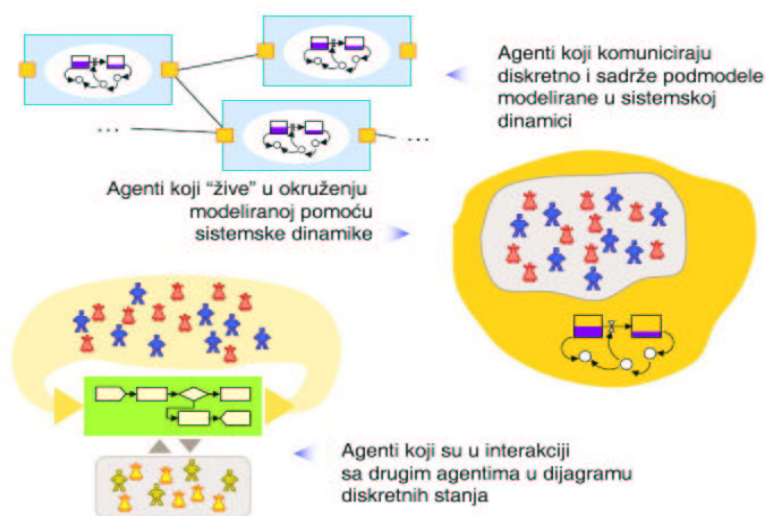 Agenti koji komuniciraju
diskretno i sadrže podmodele
modelirane u sistemskoj
dinamici
... ...
Agenti koji “žive” u okruženju
modeliranoj pomoću
sistemske dinamike
Agenti koji su u interakciji
sa drugim agentima u dijagramu
diskretnih stanja